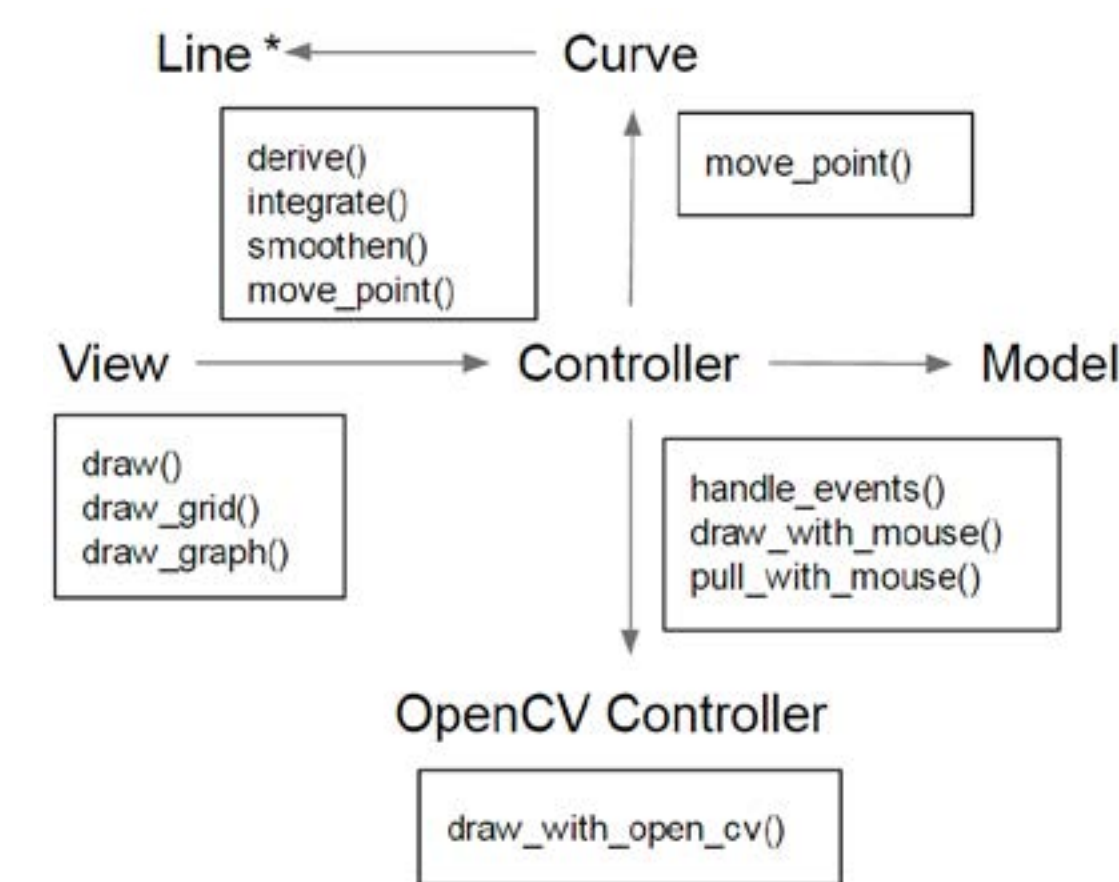 Line * Curve
derive()
integrate()
smoothen()
move_point()
move_point()
View Controller Model
draw()
draw_grid()
draw_graph()
handle_events()
draw_with_mouse()
pull_with_mouse()
OpenCV Controller
draw_with_open_cv()